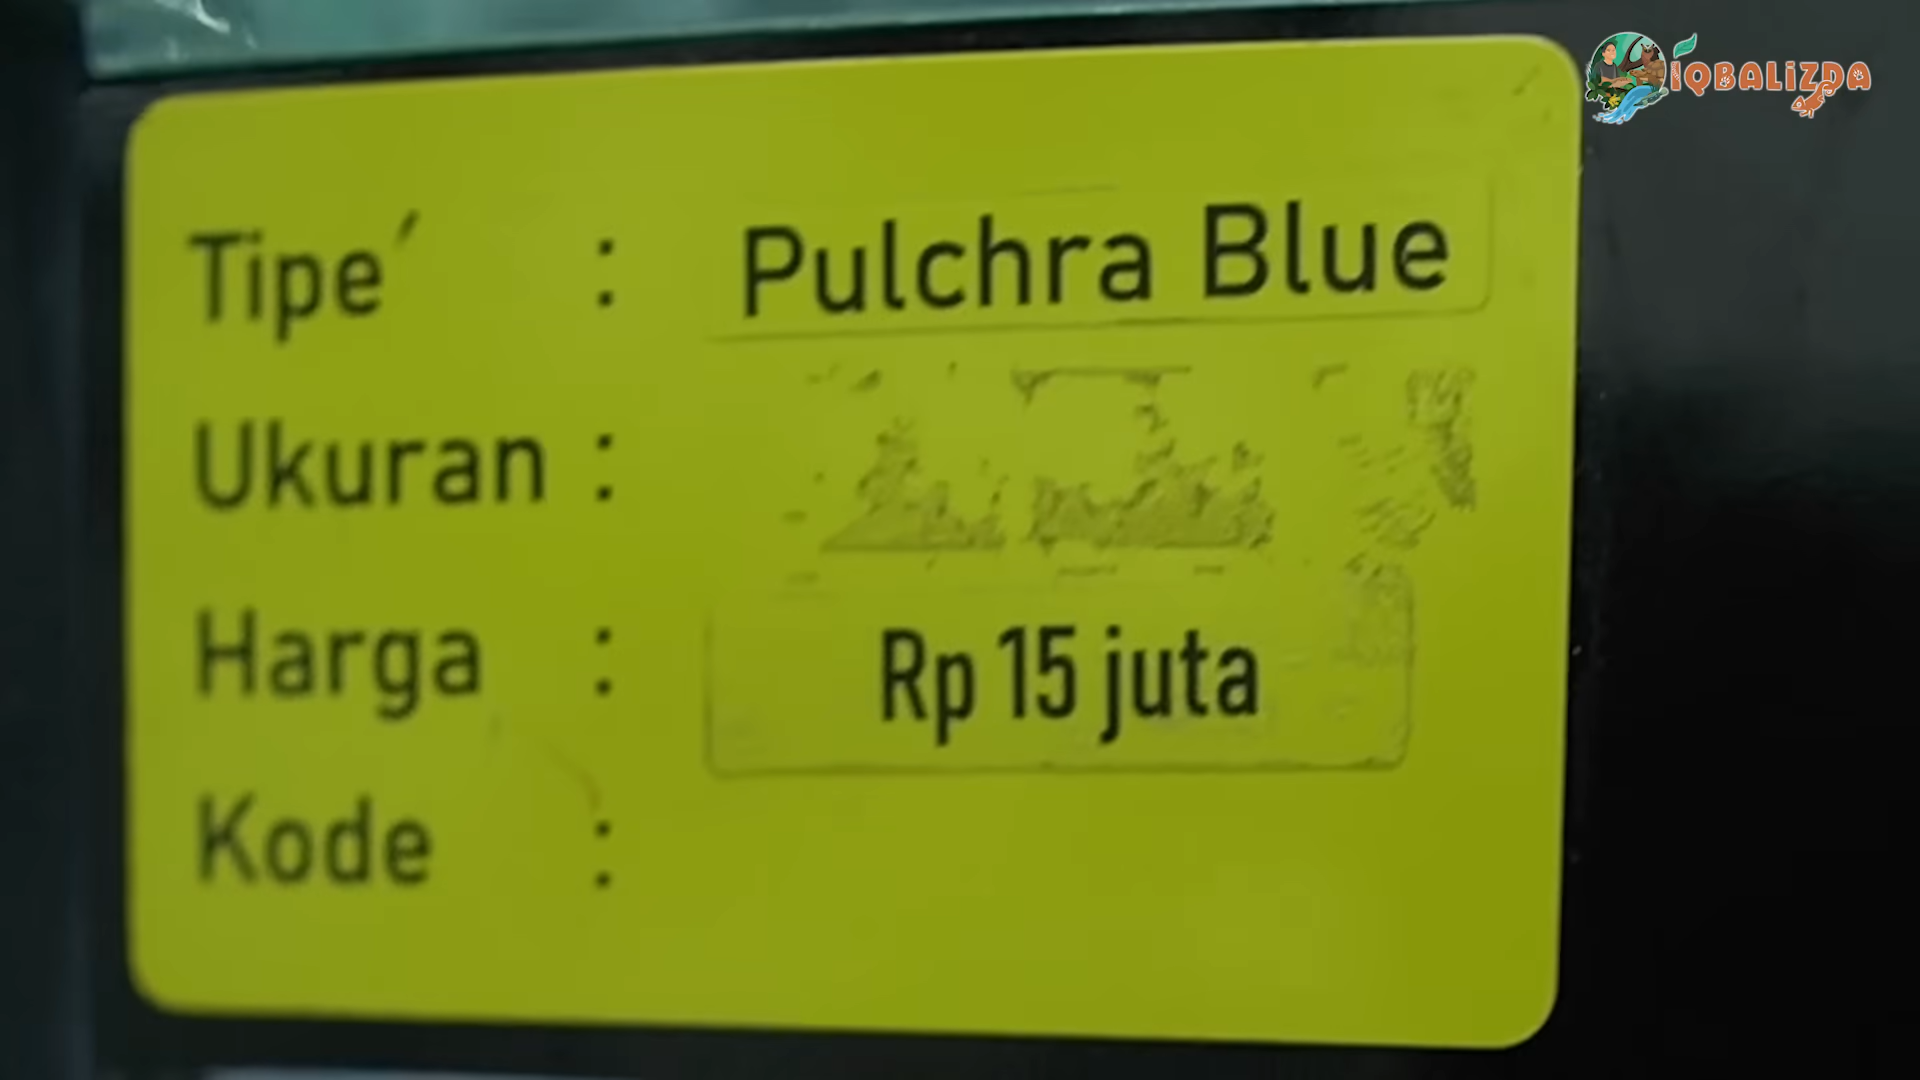 IQBALIZDA
Tipe : Pulchra Blue
Ukuran :
Harga : Rp 15 juta
Kode :